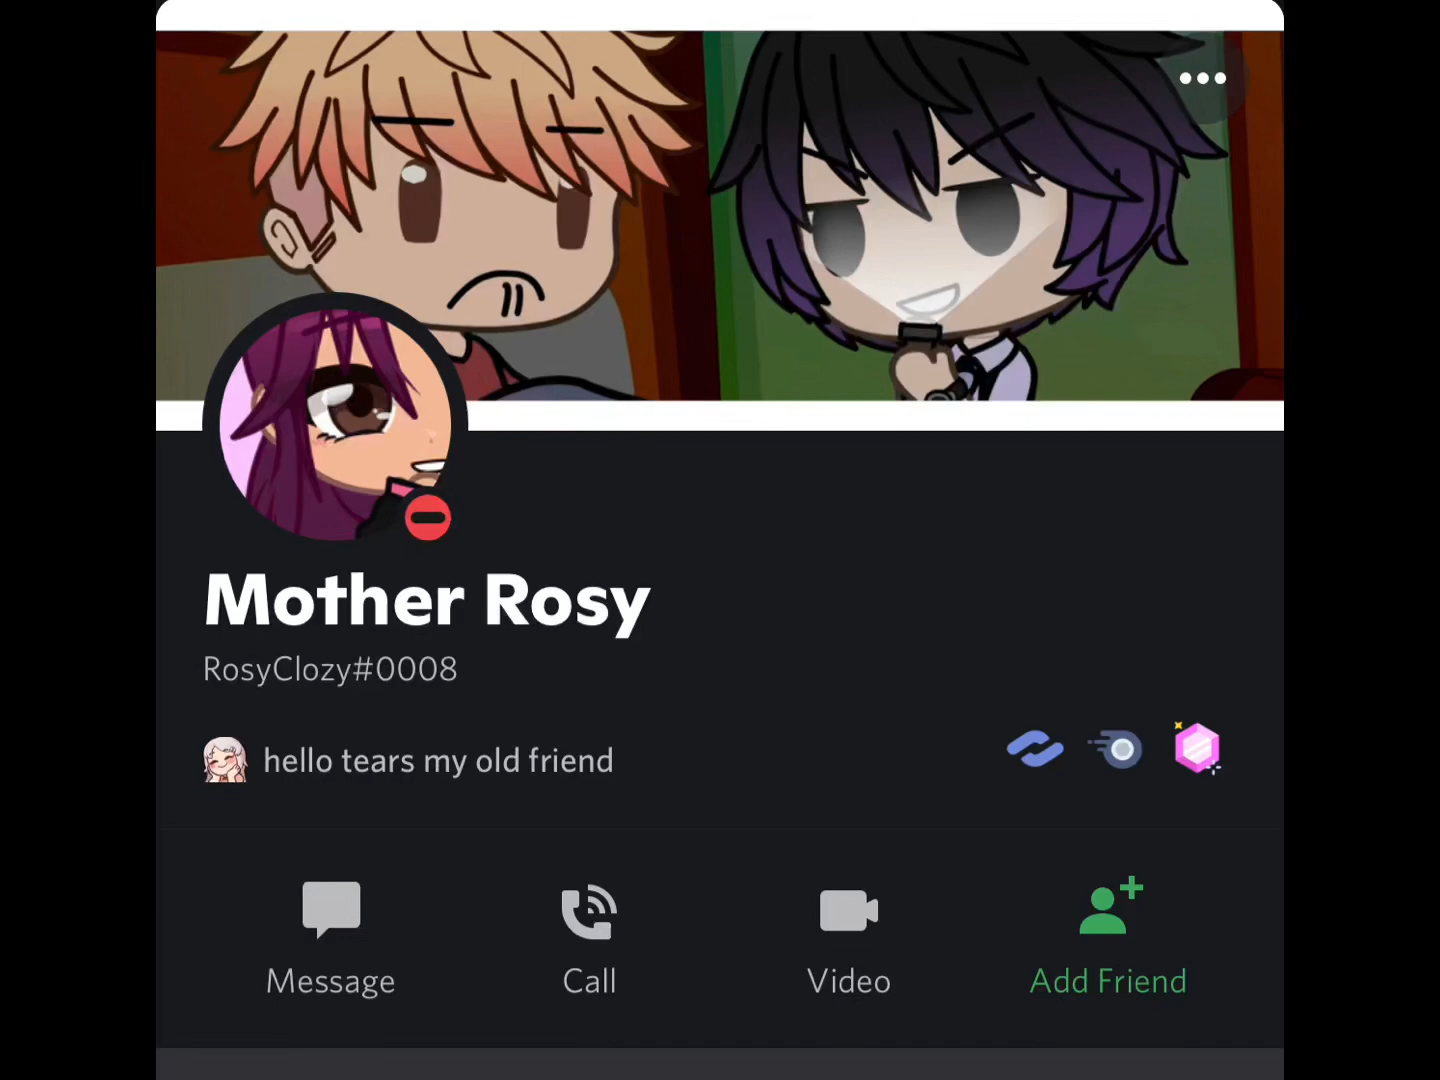 Mother Rosy
RosyClozy#0008
hello tears my old friend
Message
Call
Video
Add Friend